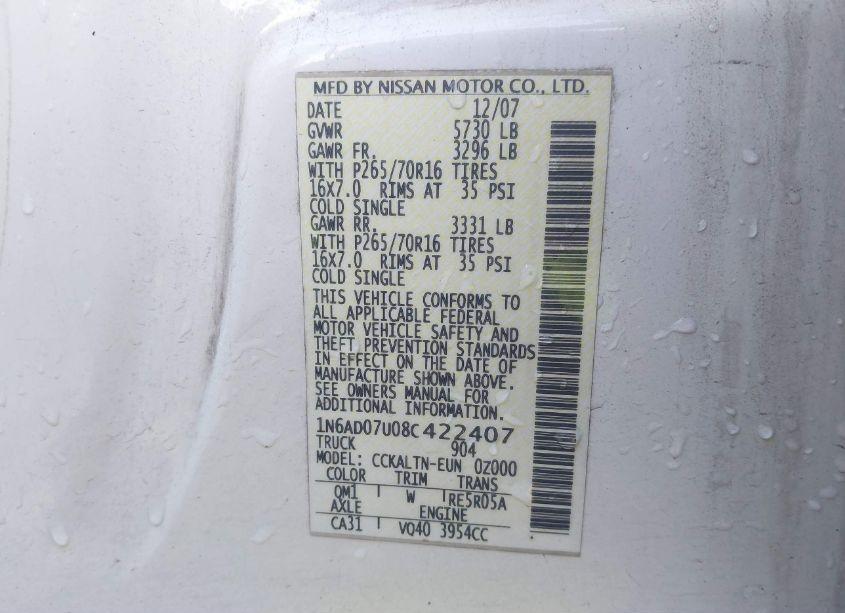 MFD BY NISSAN MOTOR CO., LTD.
DATE 12/07
GVWR 5730 LB
GAWR FR. 3296 LB
WITH P265/70R16 TIRES
16X7.0 RIMS AT 35 PSI
COLD SINGLE
GAWR RR. 3331 LB
WITH P265/70R16 TIRES
16X7.0 RIMS AT 35 PSI
COLD SINGLE
THIS VEHICLE CONFORMS TO
ALL APPLICABLE FEDERAL
MOTOR VEHICLE SAFETY AND
THEFT PREVENTION STANDARDS
IN EFFECT ON THE DATE OF
MANUFACTURE SHOWN ABOVE.
SEE OWNERS MANUAL FOR
ADDITIONAL INFORMATION.
1N6AD07U08C422407
TRUCK 904
MODEL: CCKALTN-EUN 0Z000
COLOR TRIM TRANS
QM1 W RE5R05A
AXLE ENGINE
CA31 VQ40 3954CC